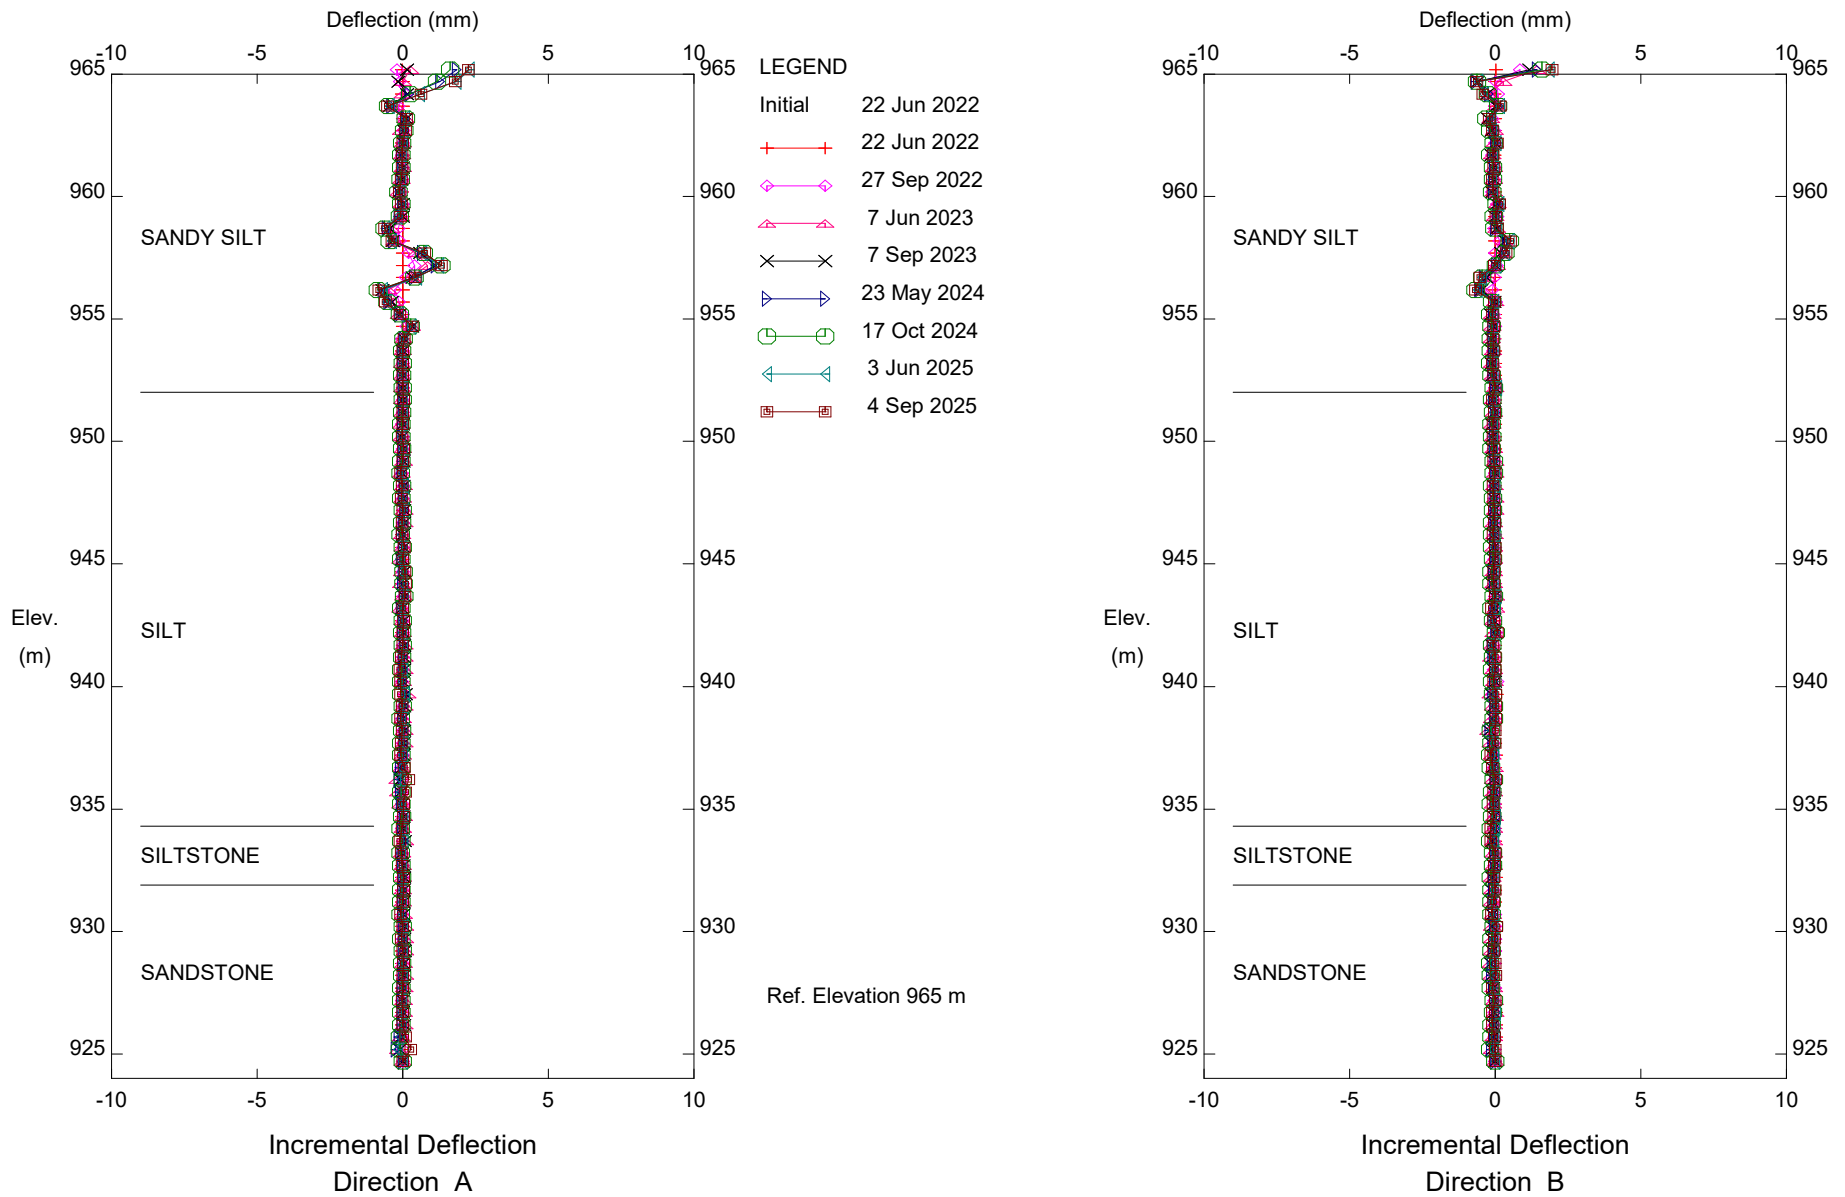 Deflection (mm)
-10 -5 0 5 10
965 965
960 960
SANDY SILT
955 955
950 950
945 945
Elev.
(m)
SILT
940 940
935 935
SILTSTONE
930 930
SANDSTONE
925 925
-10 -5 0 5 10
Incremental Deflection
Direction A
LEGEND
Initial 22 Jun 2022
22 Jun 2022
27 Sep 2022
7 Jun 2023
7 Sep 2023
23 May 2024
17 Oct 2024
3 Jun 2025
4 Sep 2025
Ref. Elevation 965 m
Deflection (mm)
-10 -5 0 5 10
965 965
960 960
SANDY SILT
955 955
950 950
945 945
Elev.
(m)
SILT
940 940
935 935
SILTSTONE
930 930
SANDSTONE
925 925
-10 -5 0 5 10
Incremental Deflection
Direction B